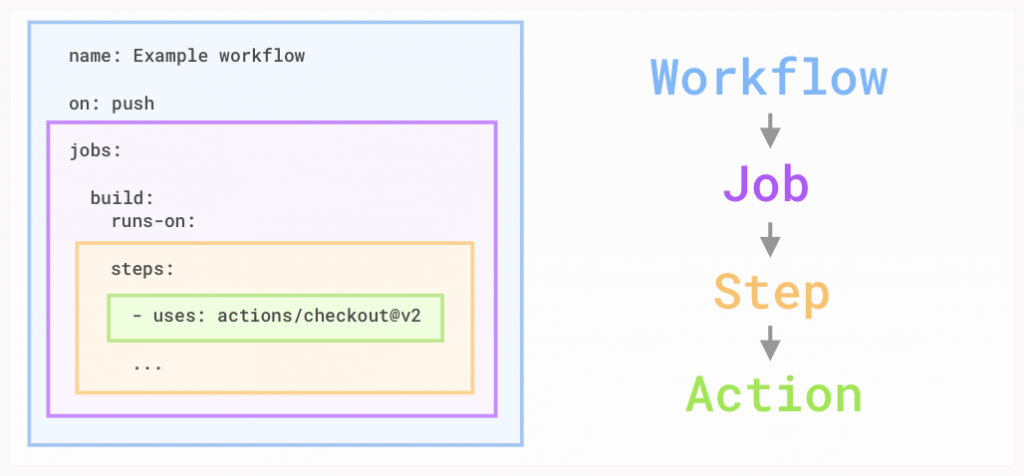 name: Example workflow
on: push
jobs:
build:
runs-on:
steps:
- uses: actions/checkout@v2
...
Workflow
Job
Step
Action